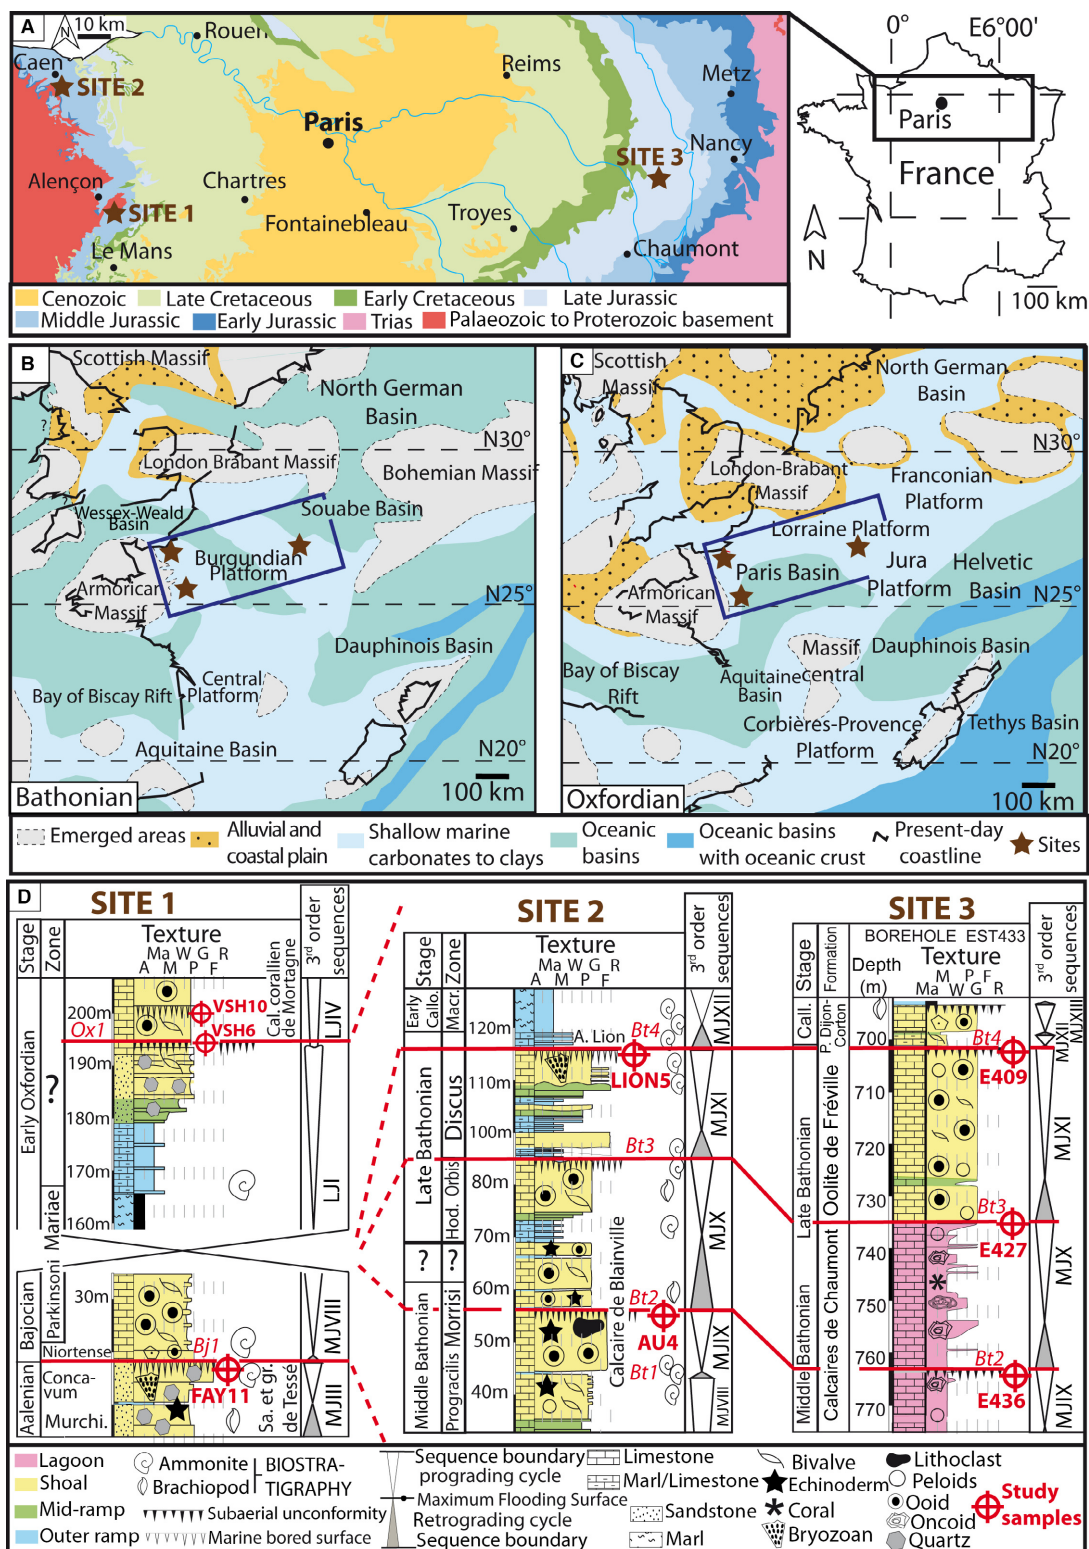 A
N
10 km
Rouen
Caen
SITE 2
Reims
Metz
Paris
Nancy
SITE 3
Alençon
Chartres
SITE 1
Fontainebleau
Troyes
Le Mans
Chaumont
Cenozoic
Late Cretaceous
Early Cretaceous
Late Jurassic
Middle Jurassic
Early Jurassic
Trias
Palaeozoic to Proterozoic basement
0°
E6°00'
Paris
France
N
100 km
B
Scottish Massif
North German
Basin
N30°
London Brabant Massif
Bohemian Massif
?
?
Wessex-Weald
Basin
Souabe Basin
Burgundian
Platform
Armorican
Massif
N25°
Dauphinois Basin
Bay of Biscay Rift
Central
Platform
Aquitaine Basin
N20°
Bathonian
100 km
C
Scottish
Massif
North German
Basin
N30°
London-Brabant
Massif
Franconian
Platform
Lorraine Platform
Paris Basin
Jura
Platform
Helvetic
Basin
Armorican
Massif
N25°
Massif
central
Dauphinois Basin
Bay of Biscay
Rift
Aquitaine
Basin
Corbières-Provence
Platform
Tethys Basin
N20°
Oxfordian
100 km
Emerged areas
Alluvial and
coastal plain
Shallow marine
carbonates to clays
Oceanic
basins
Oceanic basins
with oceanic crust
Present-day
coastline
Sites
D
SITE 1
Stage
Zone
Texture
Ma W G R
A M P F
Cal. corallien
de Mortagne
3rd order
sequences
200m
Ox1
VSH10
VSH6
190m
180m
170m
160m
Early Oxfordian
?
Mariae
LJIV
LJI
Bajocian
Parkinsoni
Niortense
30m
Bj1
MJVIII
Aalenian
Conca-
vum
Murchi.
FAY11
Sa. et gr.
de Tessé
MJIII
SITE 2
Stage
Zone
Texture
Ma W G R
A M P F
3rd order
sequences
Early
Callo.
Macr.
120m
A. Lion
Bt4
LION5
MJXII
110m
100m
Late Bathonian
Discus
Bt3
MJXI
80m
Hod. Orbis
70m
MJX
?
?
60m
Calcaire de Blainville
Bt2
AU4
50m
Bt1
40m
Middle Bathonian
Progracilis
Morrisi
MJIX
MJVIII
SITE 3
BOREHOLE EST433
Stage
Formation
Depth
(m)
Texture
M P F
Ma W G R
3rd order
sequences
Call.
P. Dijon-
corjon
700
Bt4
E409
MJXII
MJXIII
710
720
730
Late Bathonian
Oolite de Fréville
MJXI
Bt3
E427
740
750
760
MJX
Bt2
E436
770
Middle Bathonian
Calcaires de Chaumont
MJIX
Lagoon
Shoal
Mid-ramp
Outer ramp
Ammonite
Brachiopod
BIOSTRA-
TIGRAPHY
Subaerial unconformity
Marine bored surface
Sequence boundary
prograding cycle
Maximum Flooding Surface
Retrograding cycle
Sequence boundary
Limestone
Marl/Limestone
Sandstone
Marl
Bivalve
Echinoderm
Coral
Bryozoan
Lithoclast
Peloids
Ooid
Oncoid
Quartz
Study
samples